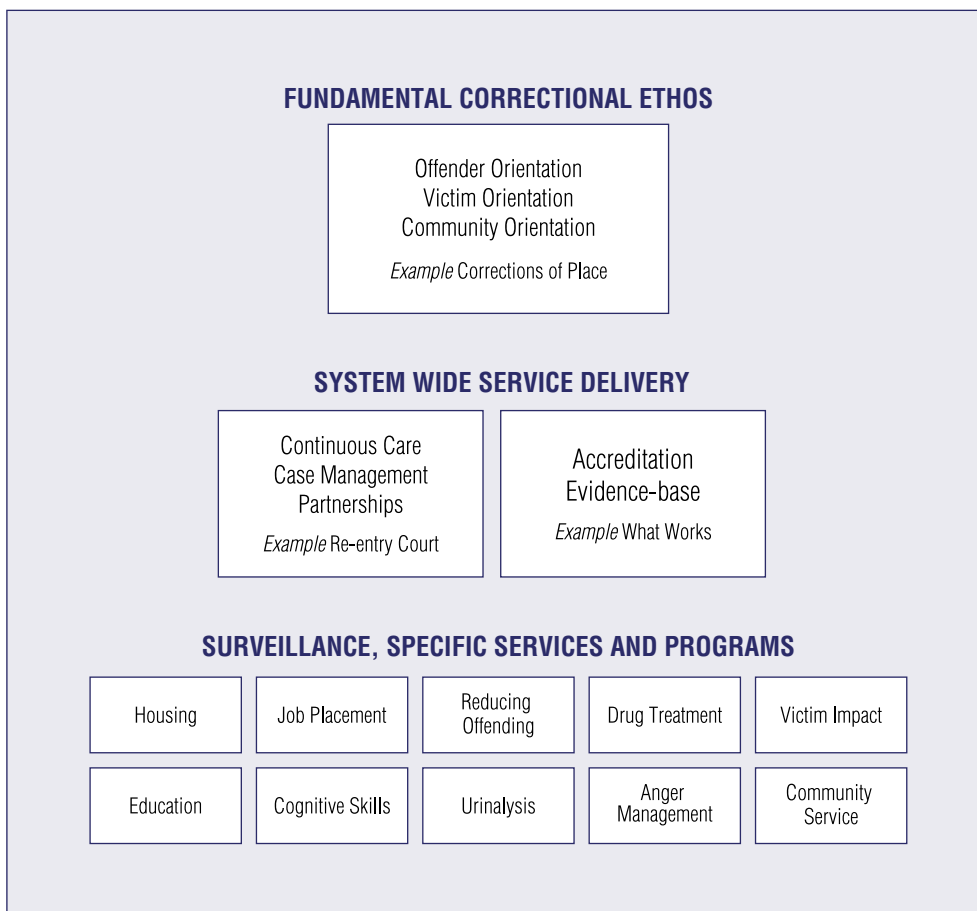 FUNDAMENTAL CORRECTIONAL ETHOS
Offender Orientation
Victim Orientation
Community Orientation
Example Corrections of Place
SYSTEM WIDE SERVICE DELIVERY
Continuous Care
Case Management
Partnerships
Example Re-entry Court
Accreditation
Evidence-base
Example What Works
SURVEILLANCE, SPECIFIC SERVICES AND PROGRAMS
Housing
Job Placement
Reducing
Offending
Drug Treatment
Victim Impact
Education
Cognitive Skills
Urinalysis
Anger
Management
Community
Service